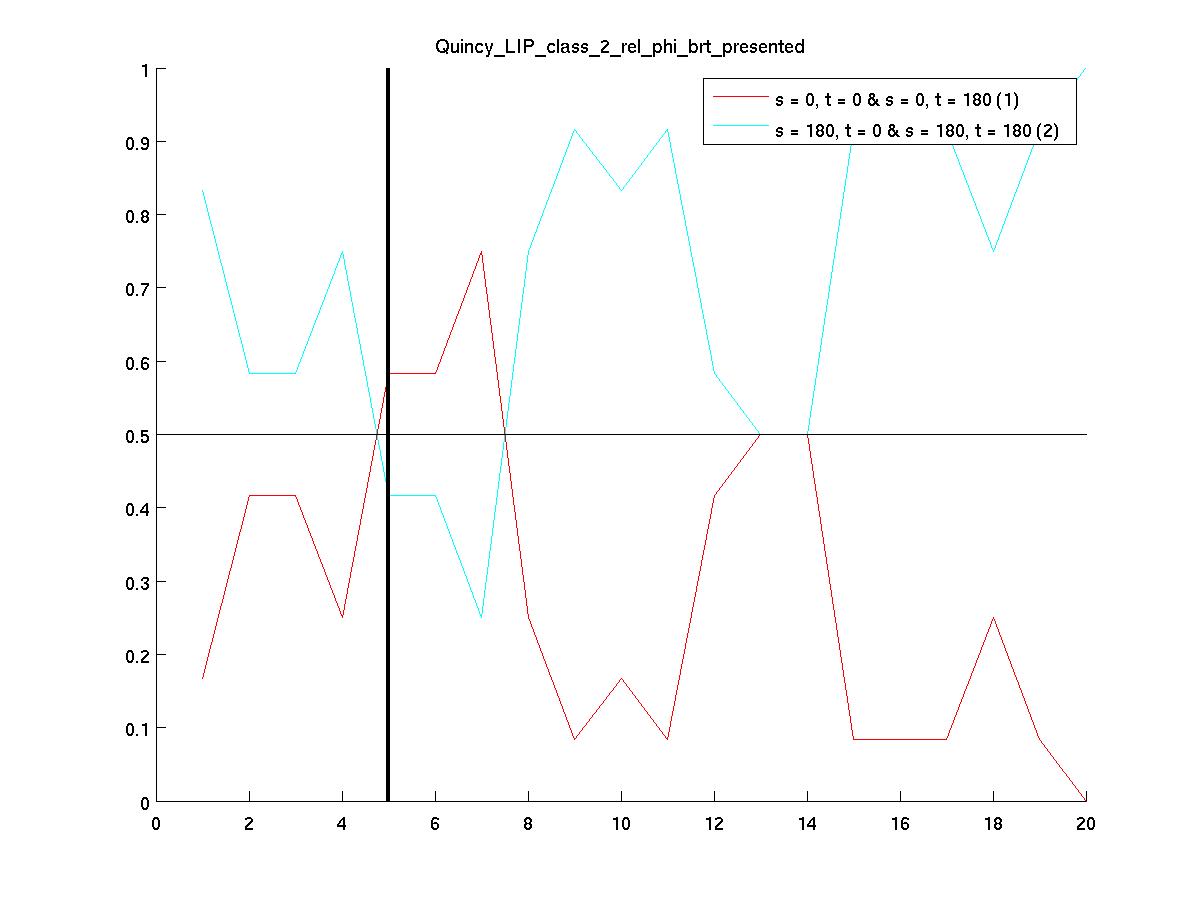 Quincy_LIP_class_2_rel_phi_brt_presented
s = 0, t = 0 & s = 0, t = 180 (1)
s = 180, t = 0 & s = 180, t = 180 (2)
1
0.9
0.8
0.7
0.6
0.5
0.4
0.3
0.2
0.1
0
0 2 4 6 8 10 12 14 16 18 20